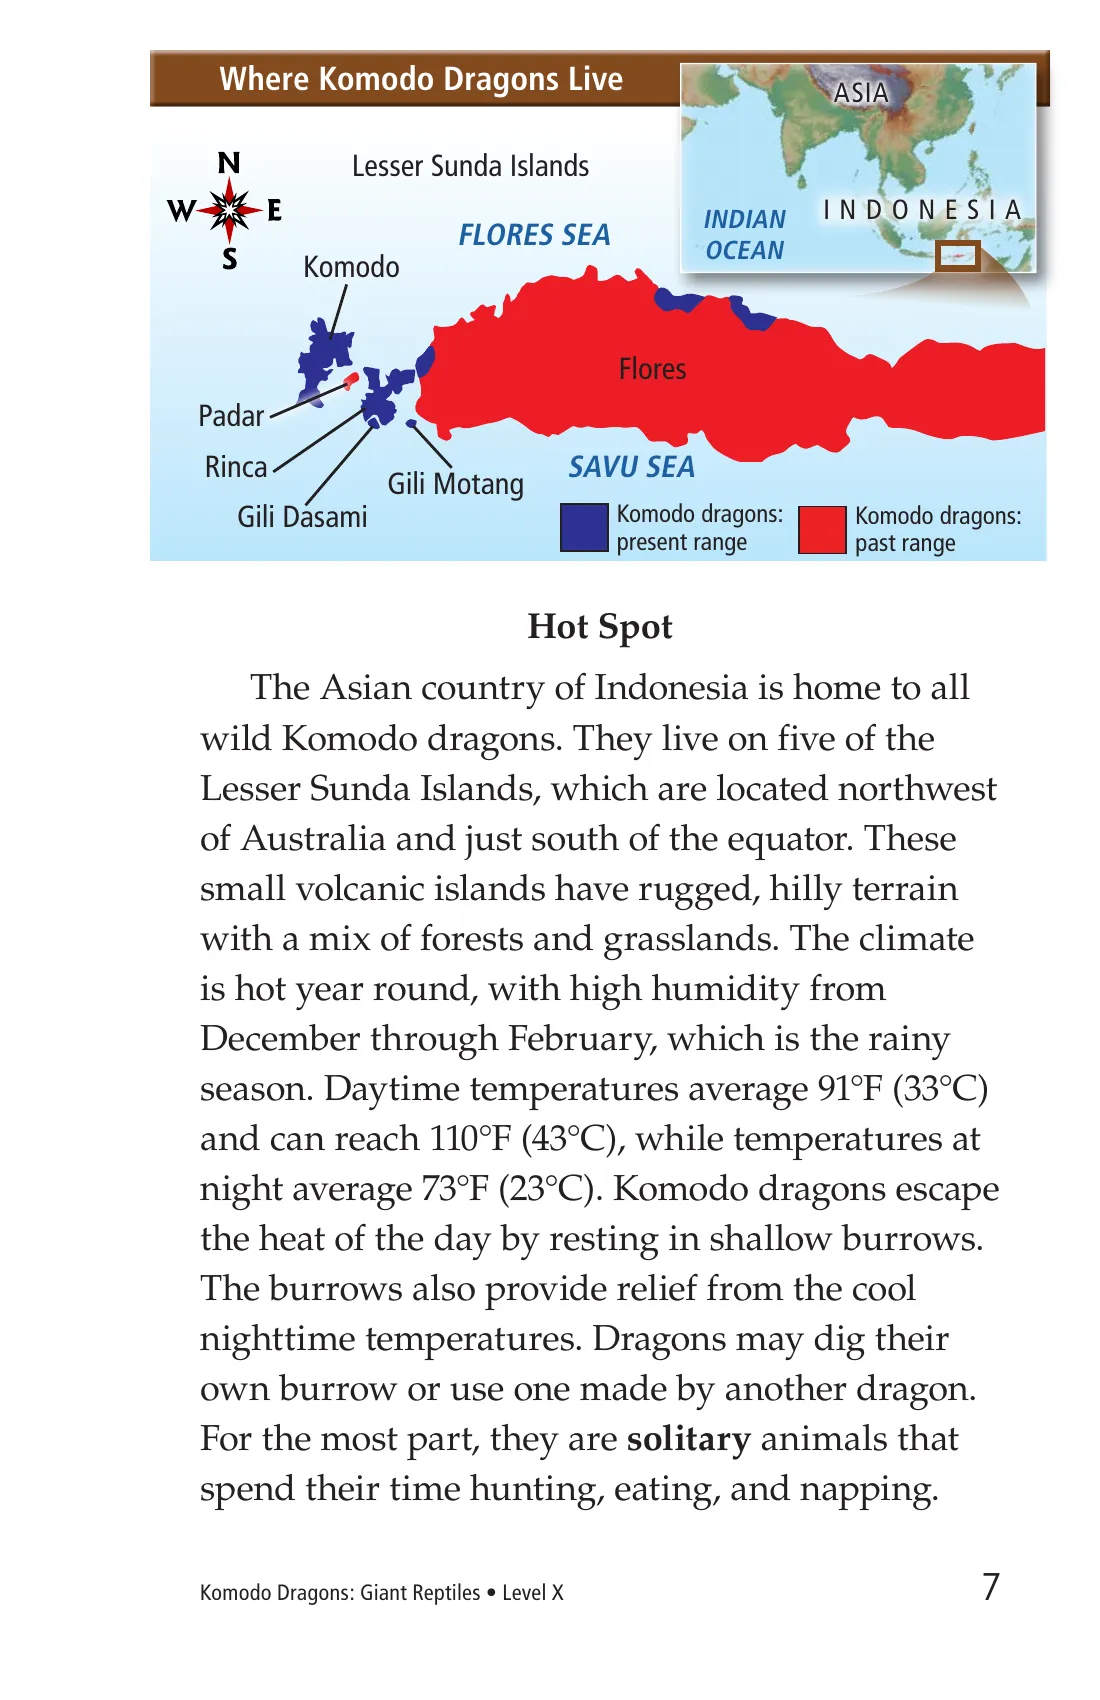 Where Komodo Dragons Live
ASIA
INDONESIA
INDIAN
OCEAN
N
W E
S
Lesser Sunda Islands
FLORES SEA
Komodo
Flores
Padar
Rinca
Gili Dasami
Gili Motang
SAVU SEA
Komodo dragons:
present range
Komodo dragons:
past range
Hot Spot
The Asian country of Indonesia is home to all
wild Komodo dragons. They live on five of the
Lesser Sunda Islands, which are located northwest
of Australia and just south of the equator. These
small volcanic islands have rugged, hilly terrain
with a mix of forests and grasslands. The climate
is hot year round, with high humidity from
December through February, which is the rainy
season. Daytime temperatures average 91°F (33°C)
and can reach 110°F (43°C), while temperatures at
night average 73°F (23°C). Komodo dragons escape
the heat of the day by resting in shallow burrows.
The burrows also provide relief from the cool
nighttime temperatures. Dragons may dig their
own burrow or use one made by another dragon.
For the most part, they are solitary animals that
spend their time hunting, eating, and napping.
Komodo Dragons: Giant Reptiles • Level X
7